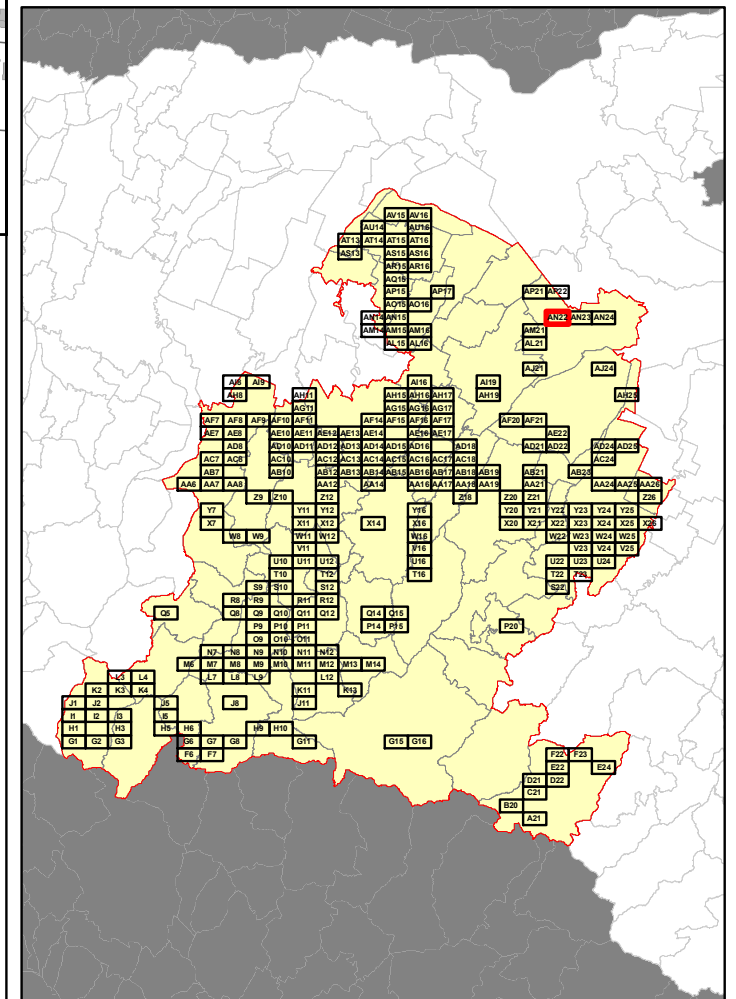 AV15 AV16
AU14 AU16
AT13 AT14 AT15 AT16
AS13 AS15 AS16
AR15 AR16
AQ15
AP15 AP17 AP21 AP22
AO15 AO16
AN14 AN15 AN22 AN23 AN24
AM14 AM15 AM16 AM21
AL15 AL16 AL21
AJ21 AJ24
AI8 AI9 AI16 AI19
AH8 AH11 AH15 AH16 AH17 AH19 AH25
AG11 AG15 AG16 AG17
AF7 AF8 AF9 AF10 AF11 AF14 AF15 AF16 AF17 AF20 AF21
AE7 AE8 AE10 AE11 AE12 AE13 AE14 AE16 AE17 AE22
AD8 AD10 AD11 AD12 AD13 AD14 AD15 AD16 AD18 AD21 AD22 AD24 AD25
AC7 AC8 AC10 AC12 AC13 AC14 AC15 AC16 AC17 AC18 AC24
AB7 AB10 AB12 AB13 AB14 AB15 AB16 AB17 AB18 AB19 AB21 AB23
AA6 AA7 AA8 AA12 AA14 AA16 AA17 AA18 AA19 AA21 AA24 AA25 AA26
Z9 Z10 Z12 Z18 Z20 Z21 Z26
Y7 Y11 Y12 Y16 Y20 Y21 Y22 Y23 Y24 Y25
X7 X11 X12 X14 X16 X20 X21 X22 X23 X24 X25 X26
W8 W9 W11 W12 W16 W22 W23 W24 W25
V11 V16 V23 V24 V25
U10 U11 U12 U16 U22 U23 U24
T10 T12 T16 T22 T23
S9 S10 S12 S22
R8 R9 R11 R12
Q5 Q8 Q9 Q10 Q11 Q12 Q14 Q15
P9 P10 P11 P14 P15 P20
O9 O10 O11
N7 N8 N9 N10 N11 N12
M6 M7 M8 M9 M10 M11 M12 M13 M14
L3 L4 L7 L8 L9 L12
K2 K3 K4 K11 K13
J1 J2 J5 J8 J11
I1 I2 I3 I5
H1 H3 H5 H6 H9 H10
G1 G2 G3 G6 G7 G8 G11 G15 G16
F6 F7 F22 F23
E22 E24
D21 D22
C21
B20
A21